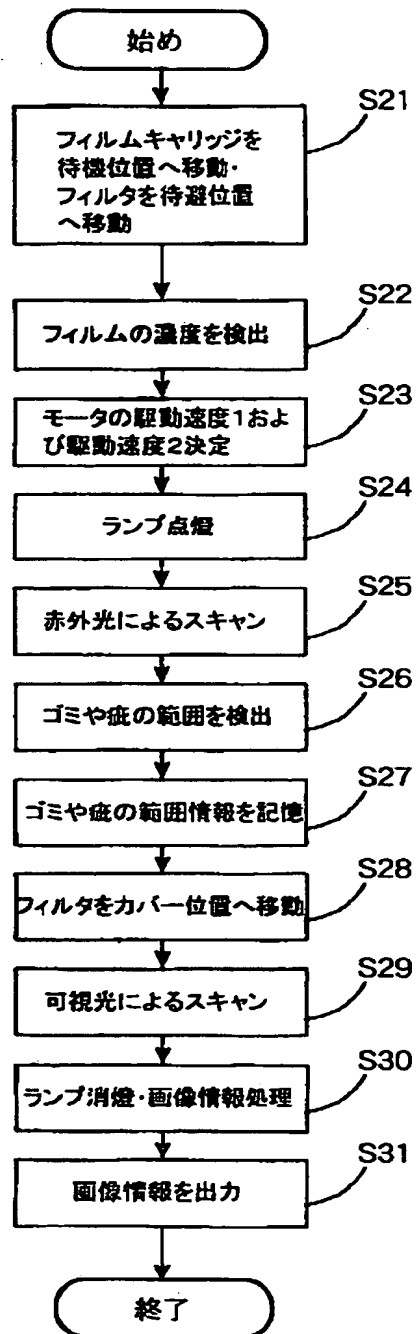 始め
S21
フィルムキャリッジを
待機位置へ移動・
フィルタを待避位置
へ移動
S22
フィルムの濃度を検出
S23
モータの駆動速度1およ
び駆動速度2決定
S24
ランプ点燈
S25
赤外光によるスキャン
S26
ゴミや疵の範囲を検出
S27
ゴミや疵の範囲情報を記憶
S28
フィルタをカバー位置へ移動
S29
可視光によるスキャン
S30
ランプ消燈・画像情報処理
S31
画像情報を出力
終了